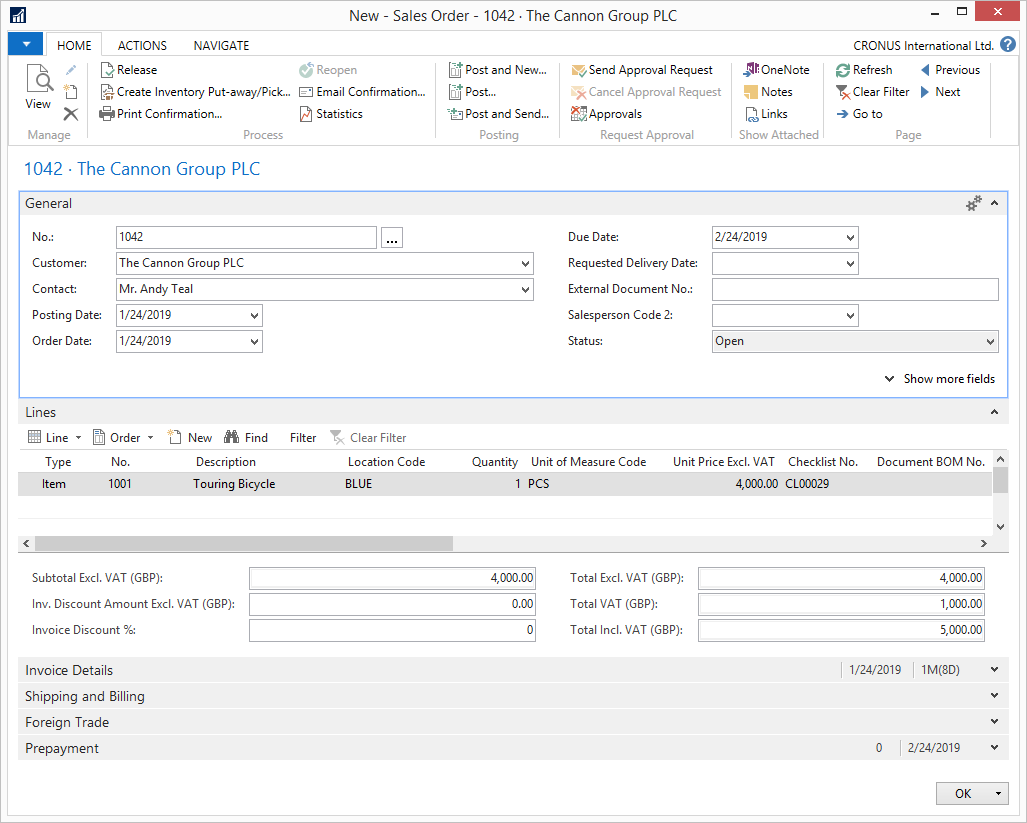 New - Sales Order - 1042 · The Cannon Group PLC
HOME ACTIONS NAVIGATE CRONUS International Ltd. ?
View
Manage
Release
Create Inventory Put-away/Pick...
Print Confirmation...
Reopen
Email Confirmation...
Statistics
Process
Post and New...
Post...
Post and Send...
Posting
Send Approval Request
Cancel Approval Request
Approvals
Request Approval
OneNote
Notes
Links
Show Attached
Refresh
Clear Filter
Go to
Previous
Next
Page
1042 · The Cannon Group PLC
General
No.: 1042 ...
Customer: The Cannon Group PLC
Contact: Mr. Andy Teal
Posting Date: 1/24/2019
Order Date: 1/24/2019
Due Date: 2/24/2019
Requested Delivery Date:
External Document No.:
Salesperson Code 2:
Status: Open
Show more fields
Lines
Line Order New Find Filter Clear Filter
Type No. Description Location Code Quantity Unit of Measure Code Unit Price Excl. VAT Checklist No. Document BOM No.
Item 1001 Touring Bicycle BLUE 1 PCS 4,000.00 CL00029
Subtotal Excl. VAT (GBP): 4,000.00
Inv. Discount Amount Excl. VAT (GBP): 0.00
Invoice Discount %: 0
Total Excl. VAT (GBP): 4,000.00
Total VAT (GBP): 1,000.00
Total Incl. VAT (GBP): 5,000.00
Invoice Details 1/24/2019 1M(8D)
Shipping and Billing
Foreign Trade
Prepayment 0 2/24/2019
OK